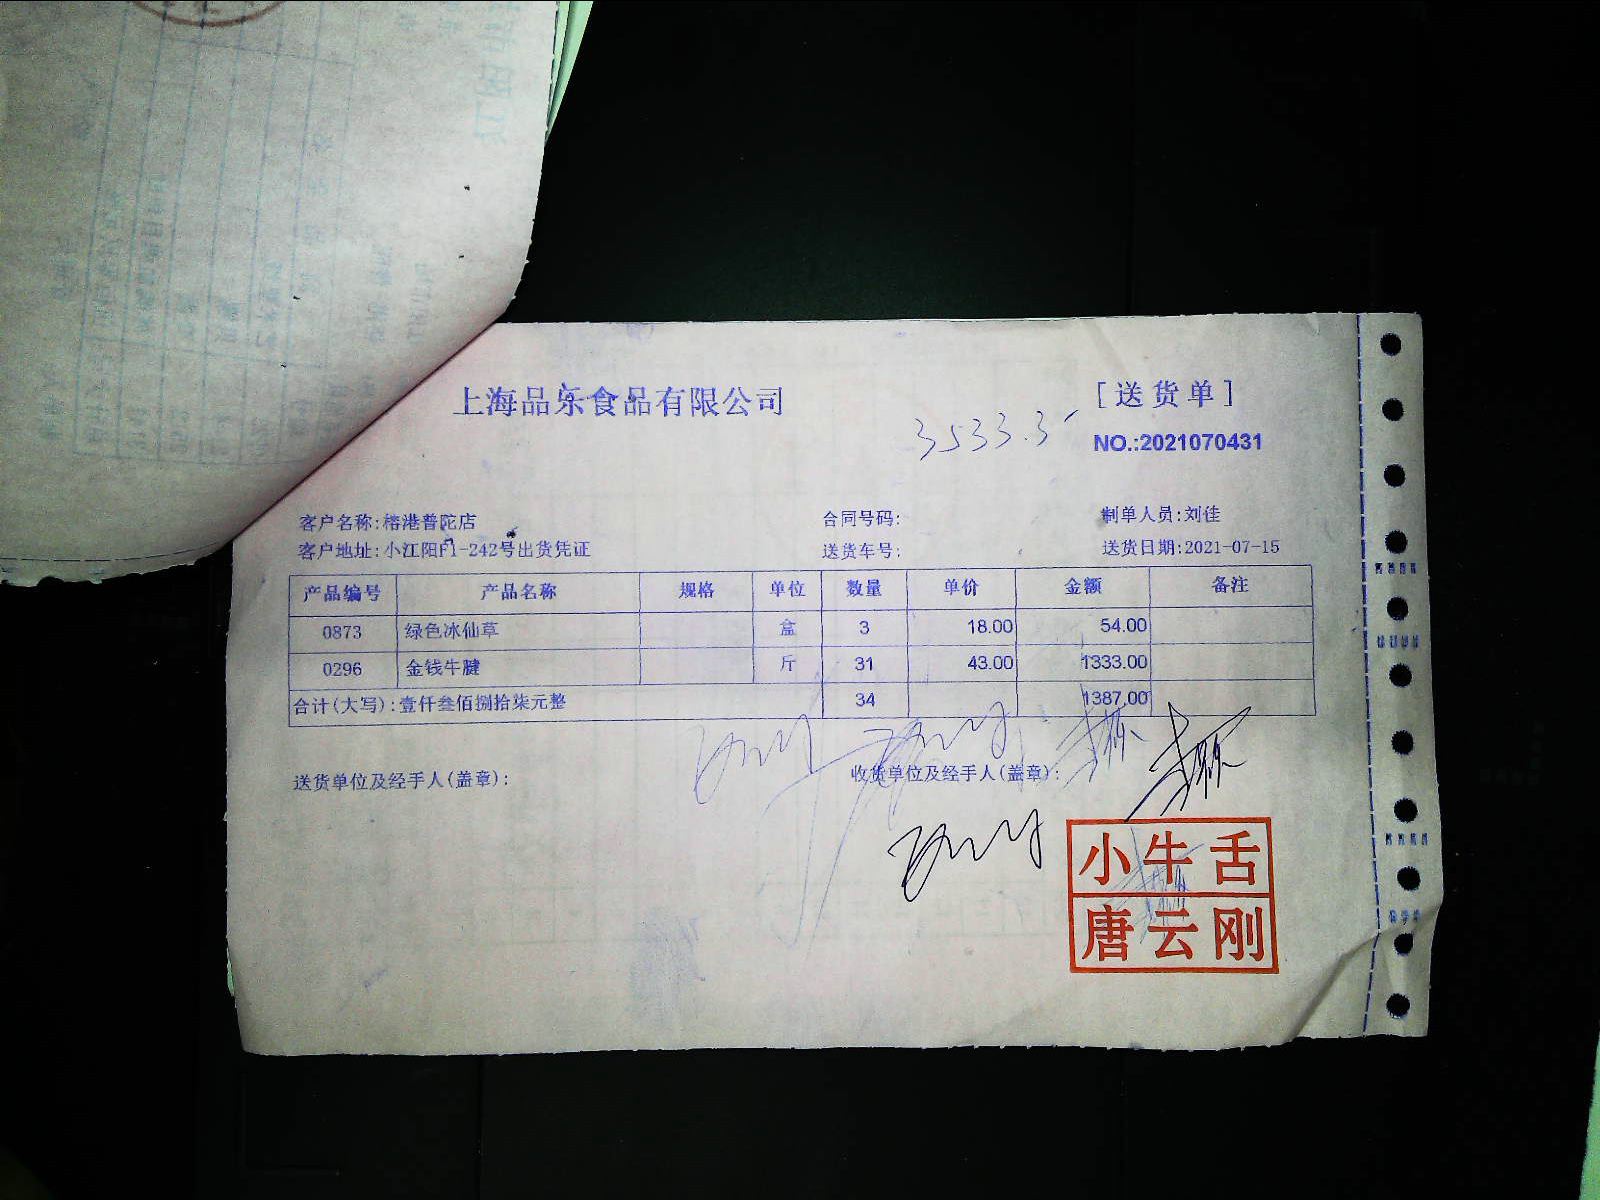 上海品乐食品有限公司
[送货单]
3533.3
NO.:2021070431
客户名称:榕港普陀店 合同号码: 制单人员:刘佳
客户地址:小江阳F1-242号出货凭证 送货车号: 送货日期:2021-07-15
产品编号 产品名称 规格 单位 数量 单价 金额 备注
0873 绿色冰仙草 盒 3 18.00 54.00
0296 金钱牛腱 斤 31 43.00 1333.00
合计(大写):壹仟叁佰捌拾柒元整 34 1387.00
送货单位及经手人(盖章): 收货单位及经手人(盖章):
小牛舌
唐云刚